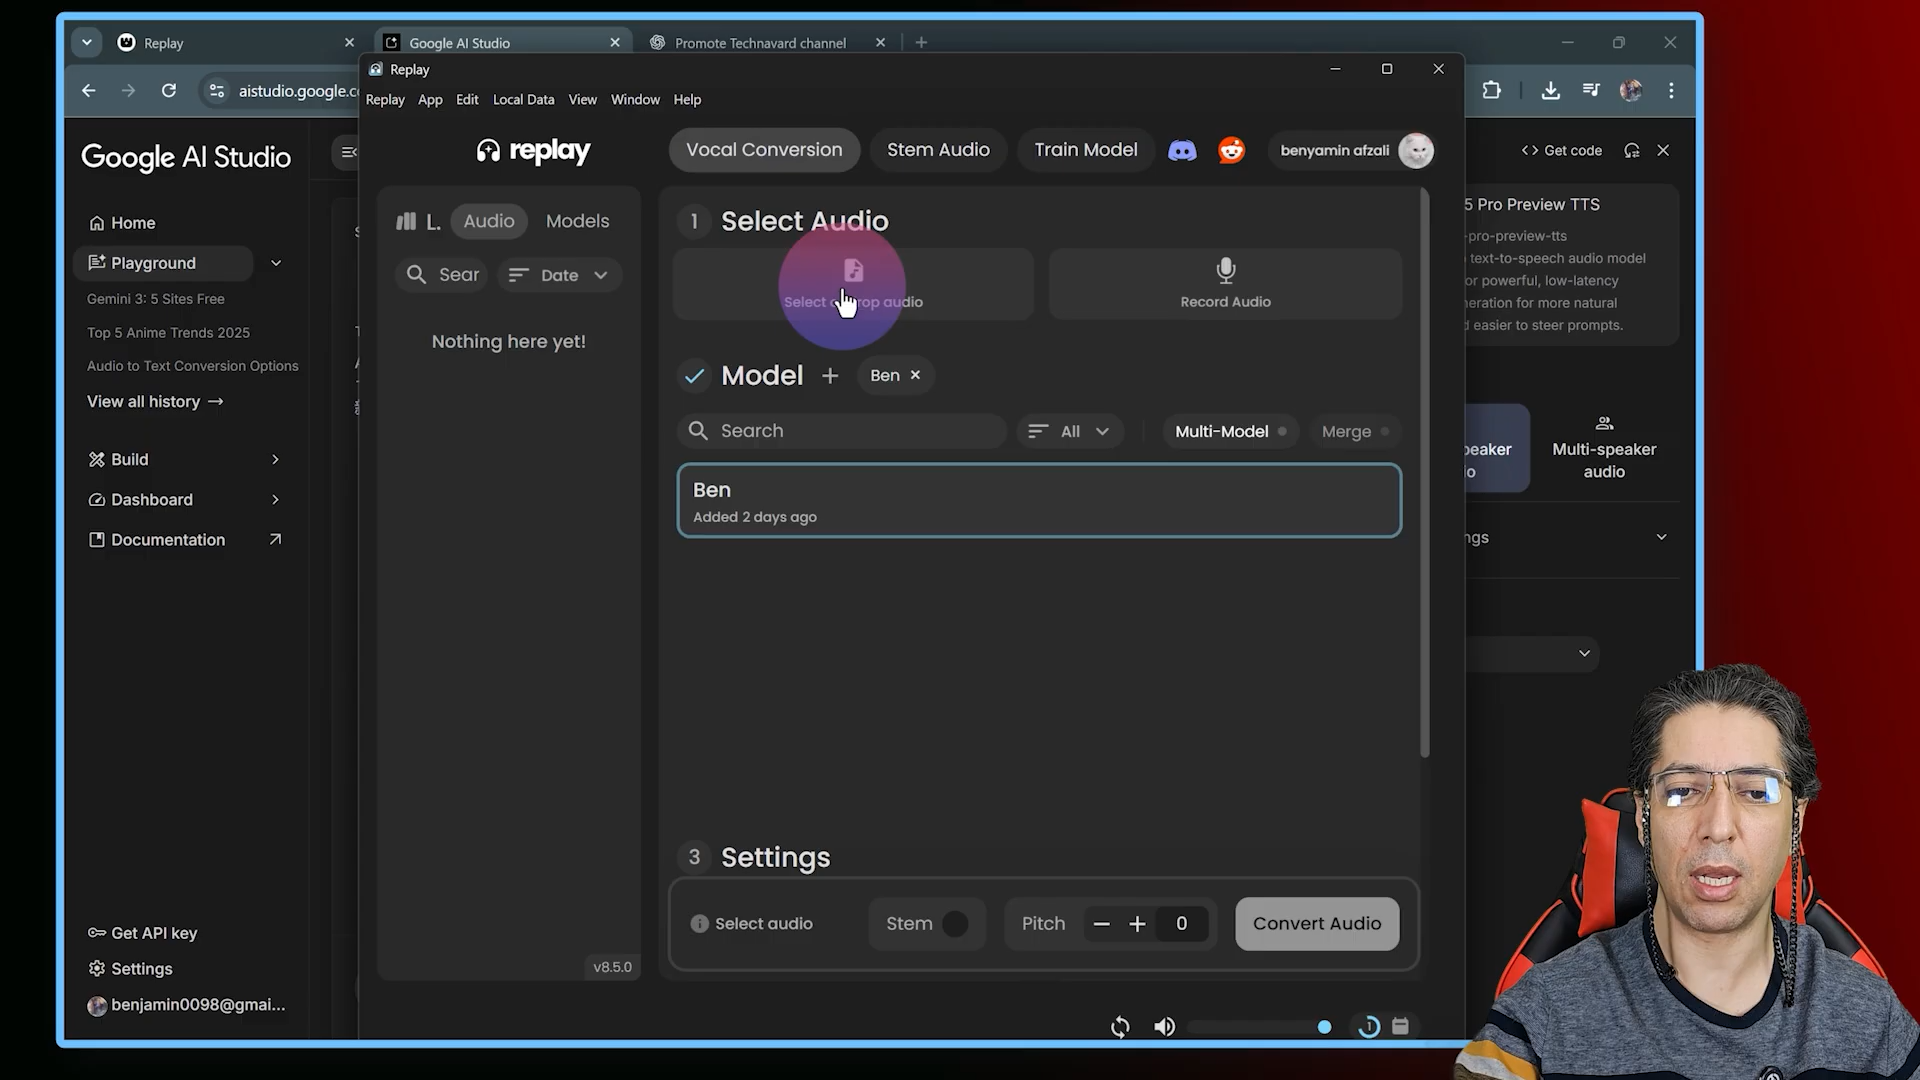 Replay
Google AI Studio
Promote Technavard channel
aistudio.google.c
Replay
Replay App Edit Local Data View Window Help
Google AI Studio
Home
Playground
Gemini 3: 5 Sites Free
Top 5 Anime Trends 2025
Audio to Text Conversion Options
View all history →
Build
Dashboard
Documentation
Get API key
Settings
benjamin0098@gmai...
replay
Vocal Conversion
Stem Audio
Train Model
benyamin afzali
L. Audio Models
Sear Date
Nothing here yet!
v8.5.0
1 Select Audio
Select or drop audio
Record Audio
Model + Ben ×
Search
All
Multi-Model
Merge
Ben
Added 2 days ago
3 Settings
Select audio
Stem
Pitch − + 0
Convert Audio
1
<> Get code
5 Pro Preview TTS
-pro-preview-tts
text-to-speech audio model
or powerful, low-latency
neration for more natural
d easier to steer prompts.
peaker
io
Multi-speaker
audio
ngs